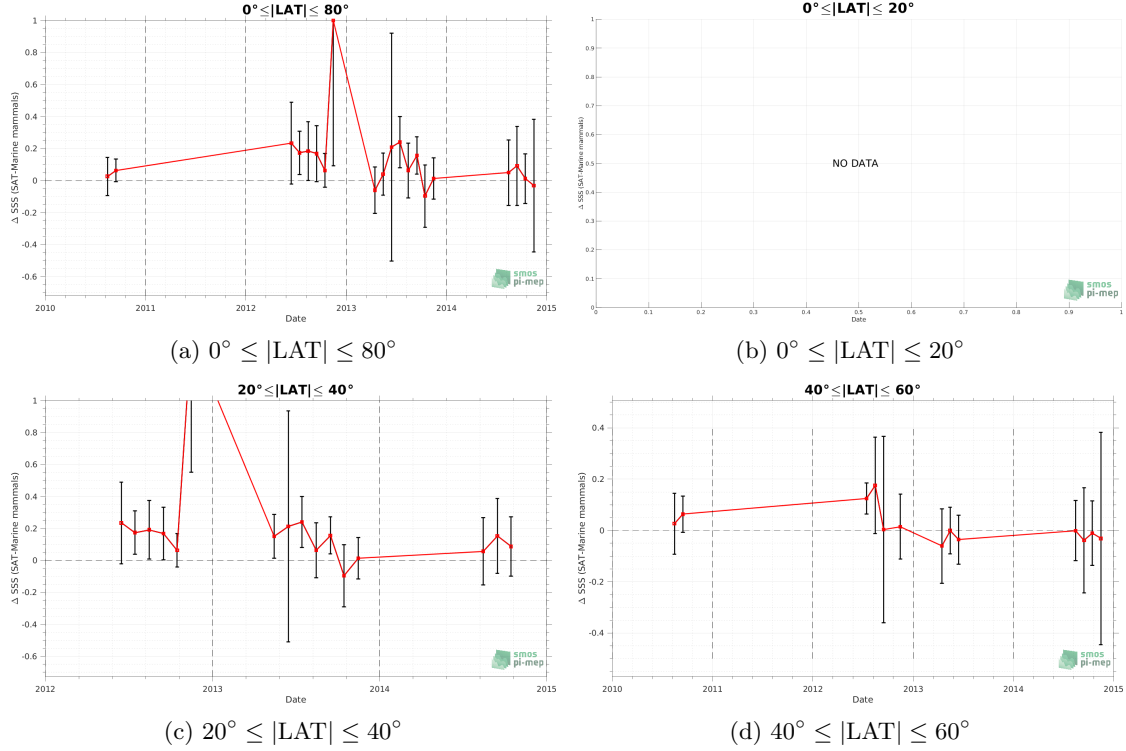 0°≤|LAT|≤ 80°
1
0.8
0.6
0.4
0.2
0
-0.2
-0.4
-0.6
Δ SSS (SAT-Marine mammals)
2010
2011
2012
2013
2014
2015
Date
smos
pi-mep
(a) 0° ≤ |LAT| ≤ 80°
0°≤|LAT|≤ 20°
1
0.9
0.8
0.7
0.6
0.5
0.4
0.3
0.2
0.1
0
Δ SSS (SAT-Marine mammals)
NO DATA
0
0.1
0.2
0.3
0.4
0.5
0.6
0.7
0.8
0.9
1
Date
smos
pi-mep
(b) 0° ≤ |LAT| ≤ 20°
20°≤|LAT|≤ 40°
1
0.8
0.6
0.4
0.2
0
-0.2
-0.4
-0.6
Δ SSS (SAT-Marine mammals)
2012
2013
2014
2015
Date
smos
pi-mep
(c) 20° ≤ |LAT| ≤ 40°
40°≤|LAT|≤ 60°
0.4
0.2
0
-0.2
-0.4
Δ SSS (SAT-Marine mammals)
2010
2011
2012
2013
2014
2015
Date
smos
pi-mep
(d) 40° ≤ |LAT| ≤ 60°